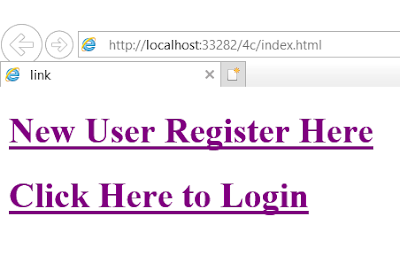 http://localhost:33282/4c/index.html
link
New User Register Here
Click Here to Login